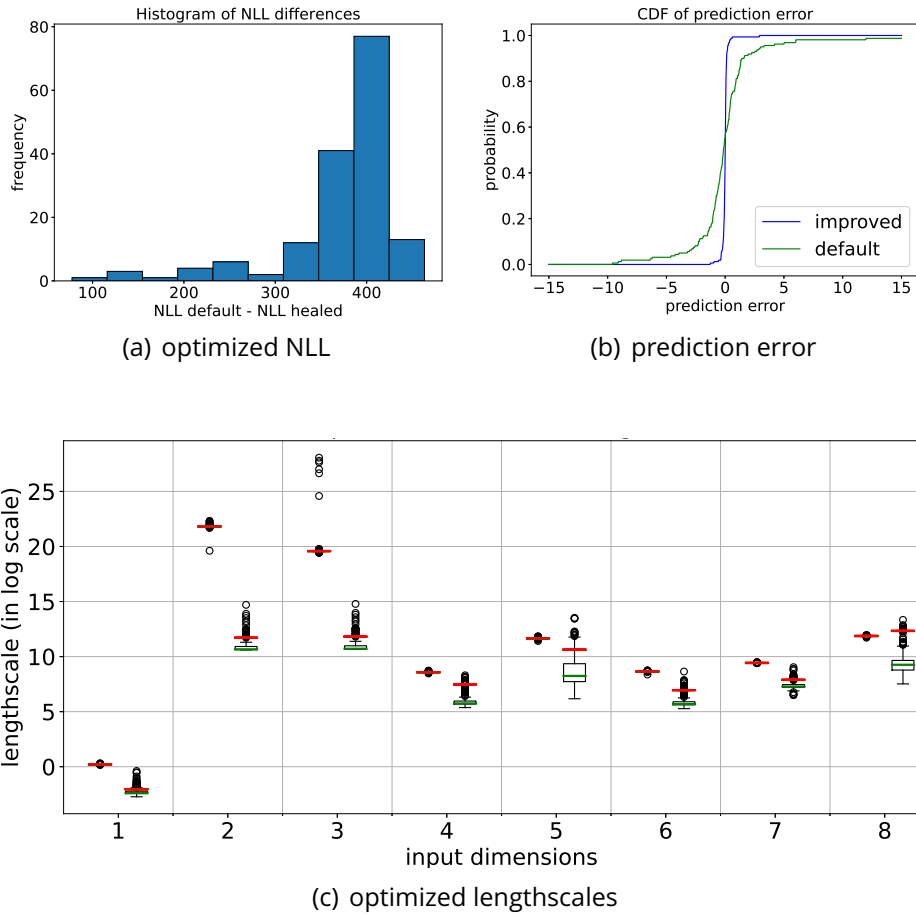 Histogram of NLL differences
frequency
80
60
40
20
0
100 200 300 400
NLL default - NLL healed
(a) optimized NLL
CDF of prediction error
probability
1.0
0.8
0.6
0.4
0.2
0.0
improved
default
−15 −10 −5 0 5 10 15
prediction error
(b) prediction error
lengthscale (in log scale)
25
20
15
10
5
0
1 2 3 4 5 6 7 8
input dimensions
(c) optimized lengthscales